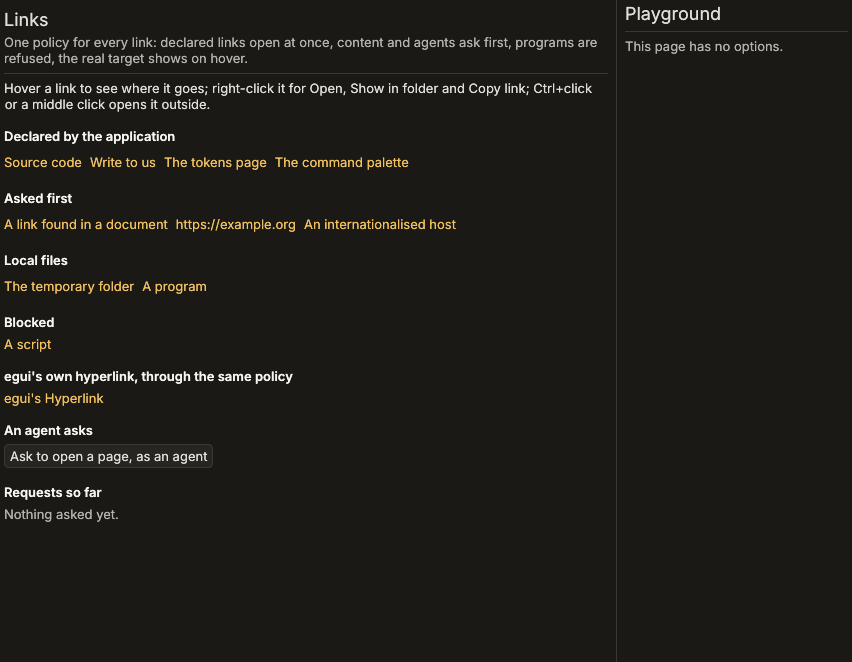 Links
One policy for every link: declared links open at once, content and agents ask first, programs are
refused, the real target shows on hover.
Hover a link to see where it goes; right-click it for Open, Show in folder and Copy link; Ctrl+click
or a middle click opens it outside.
Declared by the application
Source code Write to us The tokens page The command palette
Asked first
A link found in a document https://example.org An internationalised host
Local files
The temporary folder A program
Blocked
A script
egui's own hyperlink, through the same policy
egui's Hyperlink
An agent asks
Ask to open a page, as an agent
Requests so far
Nothing asked yet.
Playground
This page has no options.